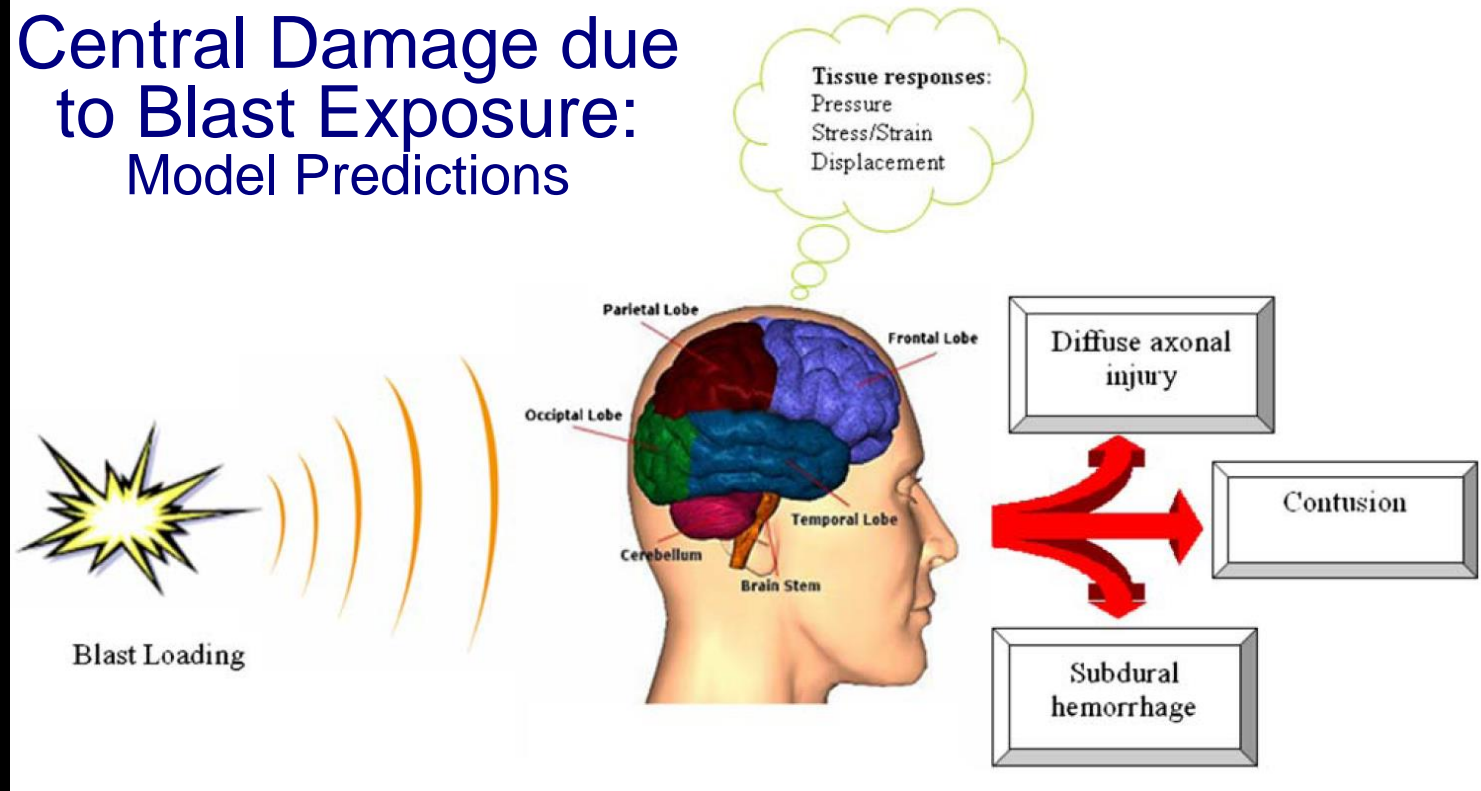 Central Damage due
to Blast Exposure:
Model Predictions
Tissue responses:
Pressure
Stress/Strain
Displacement
Parietal Lobe
Frontal Lobe
Occiptal Lobe
Temporal Lobe
Cerebellum
Brain Stem
Blast Loading
Diffuse axonal
injury
Contusion
Subdural
hemorrhage